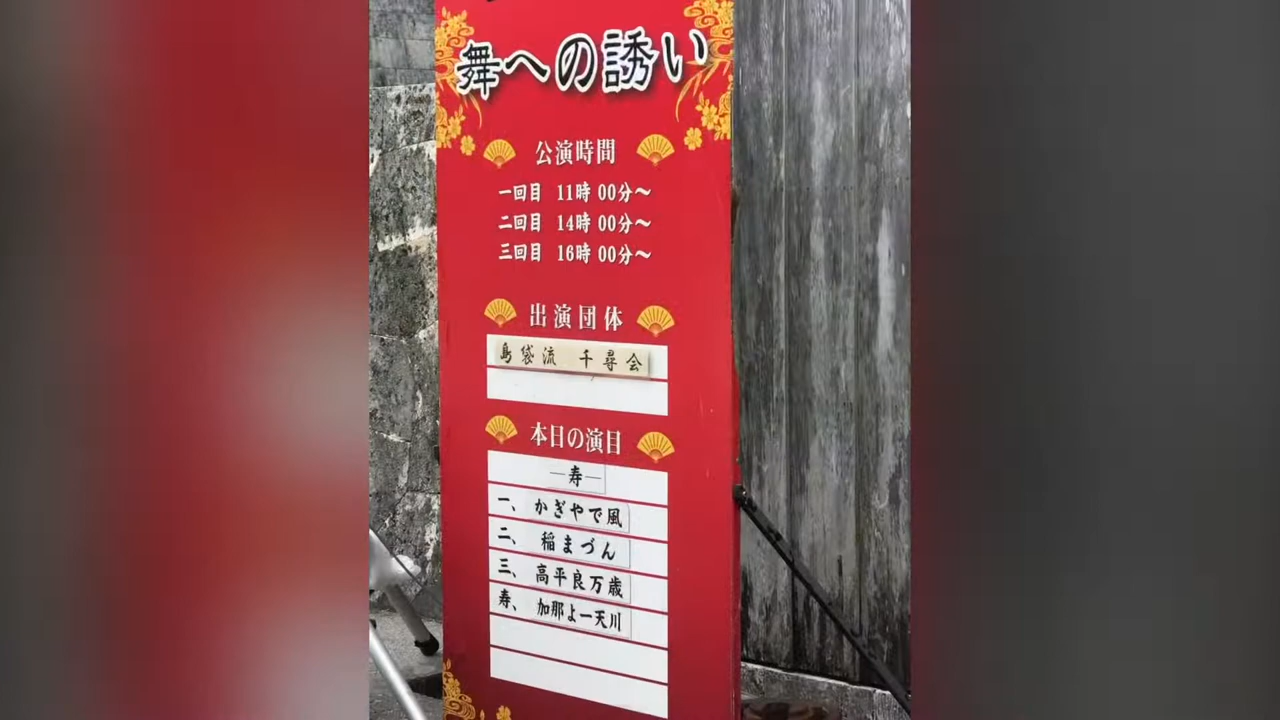 舞への誘い
公演時間
一回目 11時 00分～
二回目 14時 00分～
三回目 16時 00分～
出演団体
島袋流 千尋会
本日の演目
―寿―
一、かぎやで風
二、稲まづん
三、高平良万歳
寿、加那よー天川